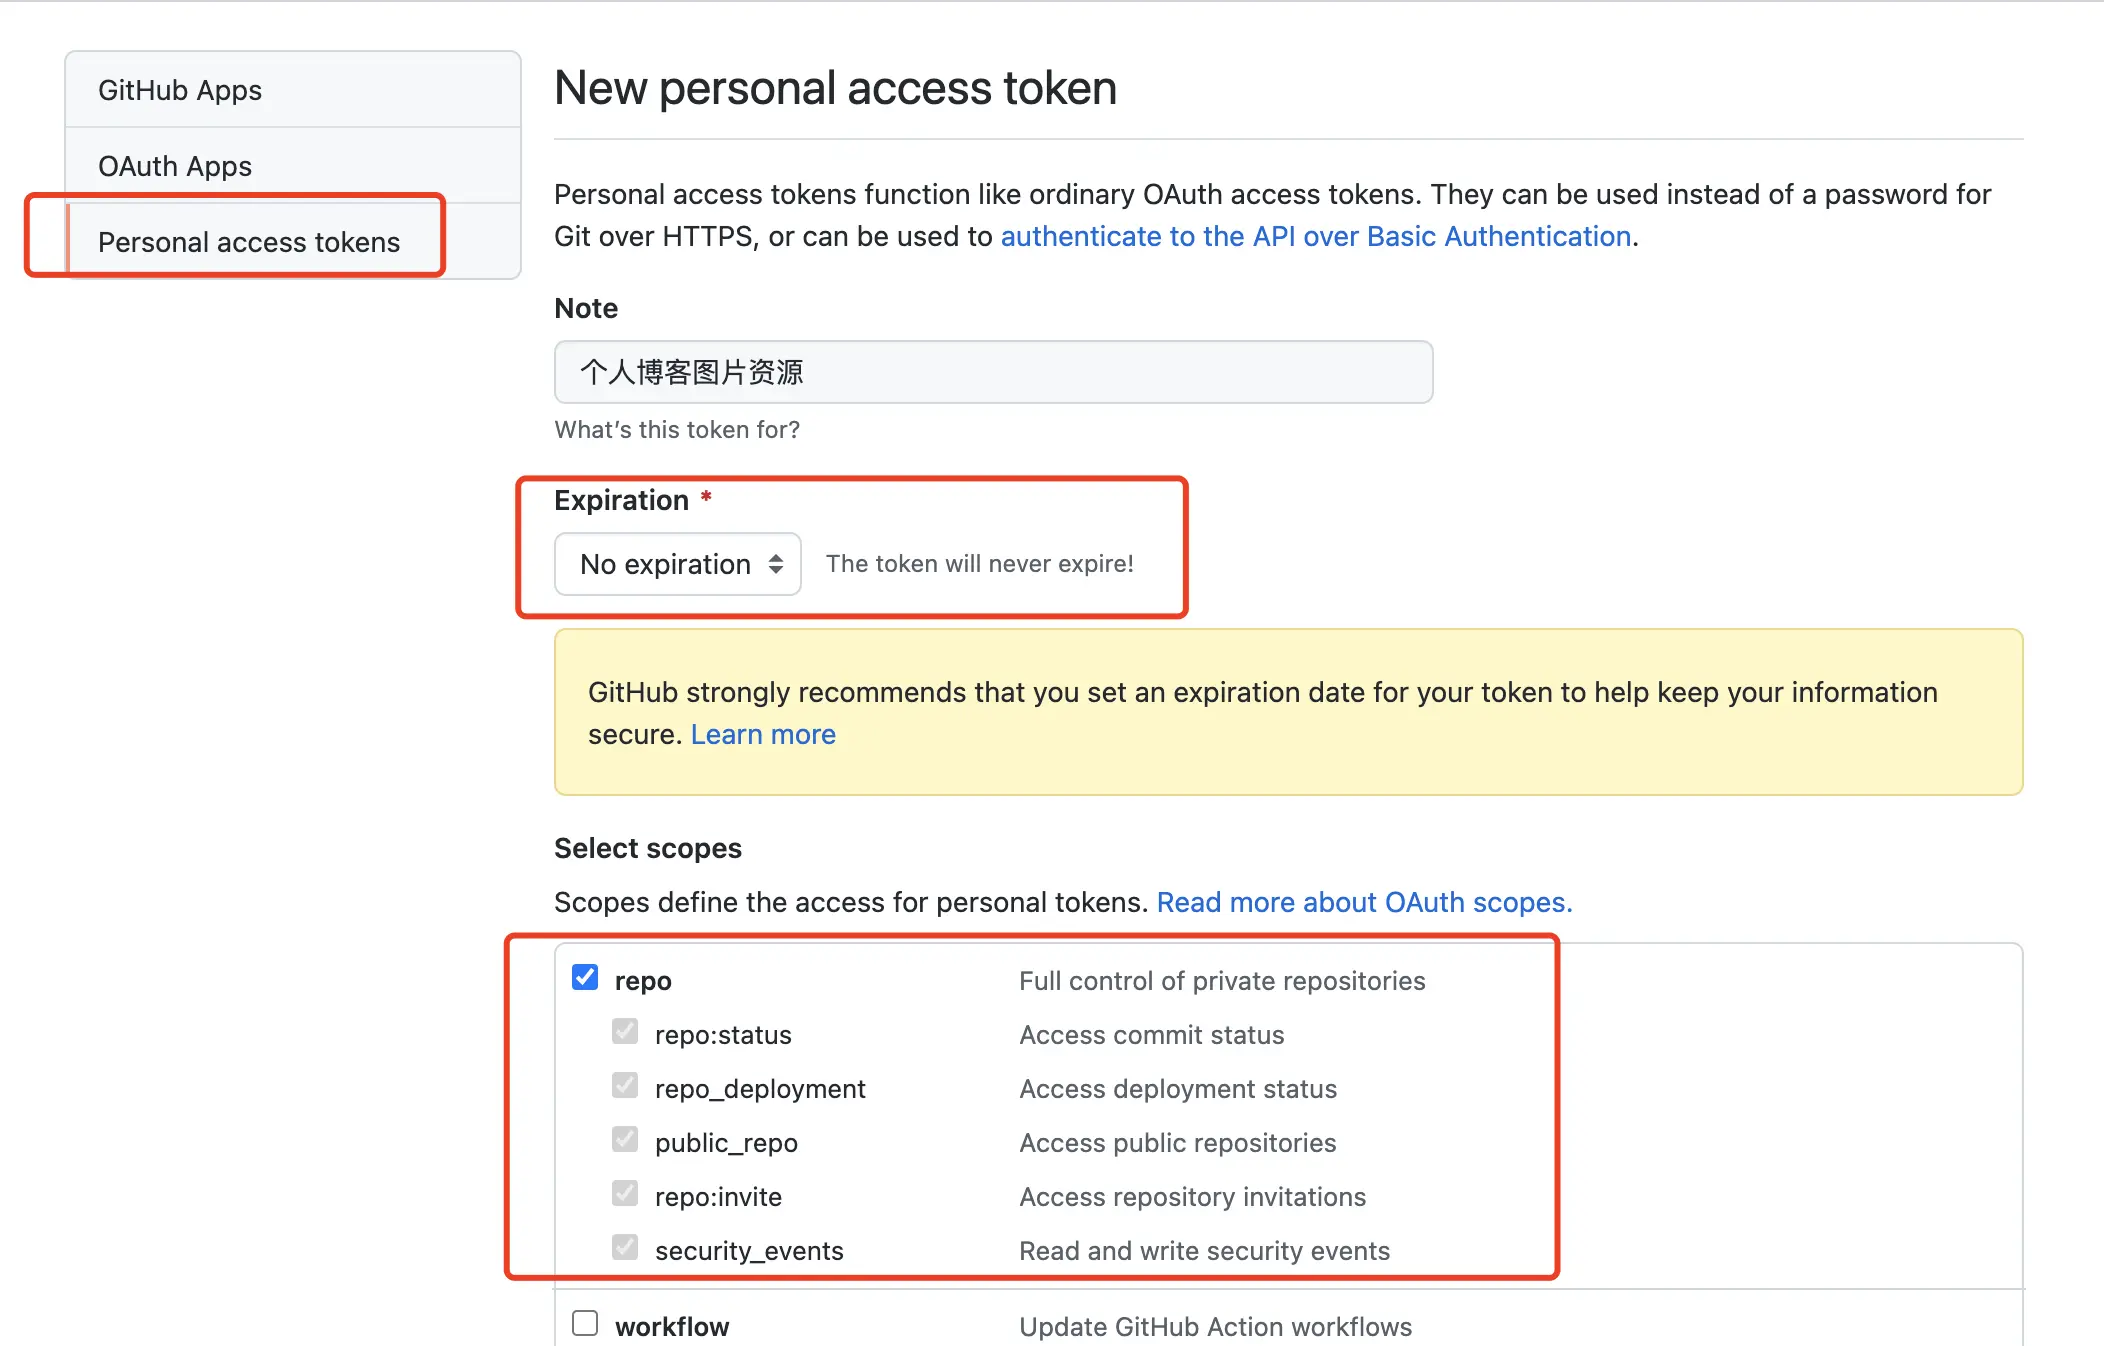 GitHub Apps
OAuth Apps
Personal access tokens
New personal access token
Personal access tokens function like ordinary OAuth access tokens. They can be used instead of a password for
Git over HTTPS, or can be used to authenticate to the API over Basic Authentication.
Note
个人博客图片资源
What's this token for?
Expiration *
No expiration The token will never expire!
GitHub strongly recommends that you set an expiration date for your token to help keep your information
secure. Learn more
Select scopes
Scopes define the access for personal tokens. Read more about OAuth scopes.
repo Full control of private repositories
repo:status Access commit status
repo_deployment Access deployment status
public_repo Access public repositories
repo:invite Access repository invitations
security_events Read and write security events
workflow Update GitHub Action workflows